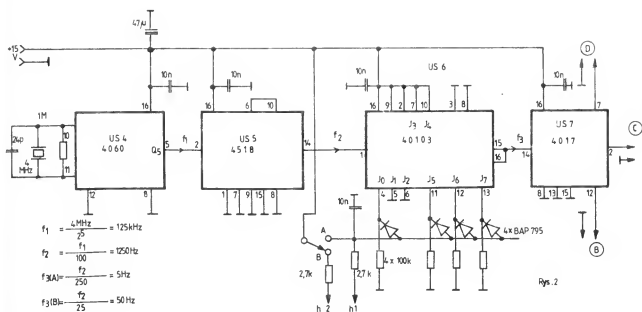 47µ
+15
V
10n
10n
10n
US 6
10n
D
16
16
6
10
16
9
2
7
10
3
8
16
7
1M
24p
4
MHz
10
11
US 4
4060
Q5
5
f1
2
US 5
4518
14
f2
1
J3
J4
40103
15
16
f3
14
US 7
4017
2
C
12
8
1
7
9
15
8
J0
J1
J2
J5
J6
J7
4
5
6
11
12
13
8
13
15
12
B
10n
A
B
4× BAP 795
2,7k
2,7 k
4 × 100k
h 2
h1
f1 = 4MHz / 2^5 = 125kHz
f2 = f1 / 100 = 1250Hz
f3(A) = f2 / 250 = 5Hz
f3(B) = f2 / 25 = 50 Hz
Rys. 2